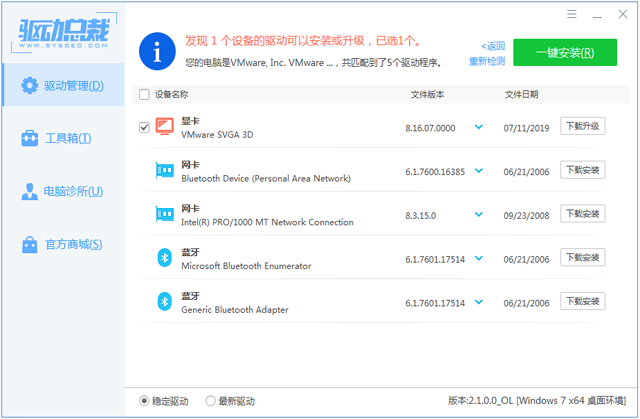 驱动总裁
WWW.SYSCEO.COM
驱动管理(D)
工具箱(T)
电脑诊所(U)
官方商城(S)
发现 1 个设备的驱动可以安装或升级，已选1个。
您的电脑是VMware, Inc. VMware ...，共匹配到了5个驱动程序。
<返回
重新检测
一键安装(R)
设备名称 文件版本 文件日期
显卡
VMware SVGA 3D 8.16.07.0000 07/11/2019 下载升级
网卡
Bluetooth Device (Personal Area Network) 6.1.7600.16385 06/21/2006 下载安装
网卡
Intel(R) PRO/1000 MT Network Connection 8.3.15.0 09/23/2008 下载安装
蓝牙
Microsoft Bluetooth Enumerator 6.1.7601.17514 06/21/2006 下载安装
蓝牙
Generic Bluetooth Adapter 6.1.7601.17514 06/21/2006 下载安装
稳定驱动 最新驱动 版本:2.1.0.0_OL [Windows 7 x64 桌面环境]